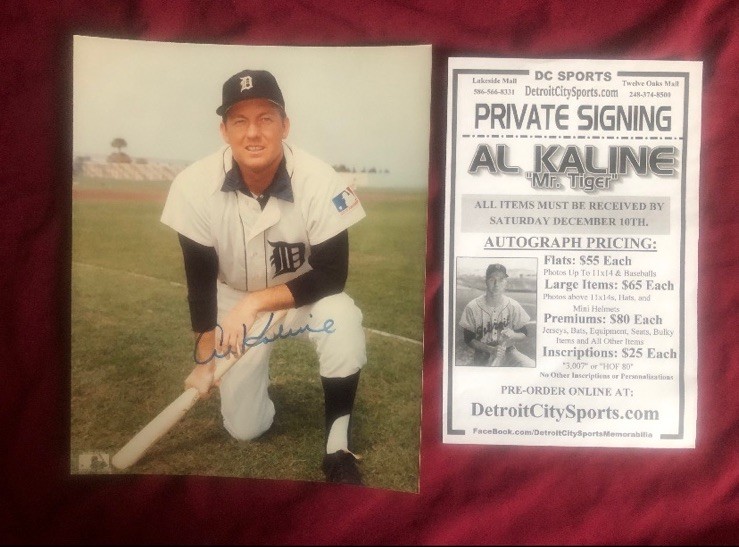 D
D
Al Kaline
DC SPORTS
Lakeside Mall
586-566-0331
DetroitCitySports.com
Twelve Oaks Mall
248-374-8500
PRIVATE SIGNING
AL KALINE
"Mr. Tiger"
ALL ITEMS MUST BE RECEIVED BY
SATURDAY DECEMBER 10TH.
AUTOGRAPH PRICING:
Flats: $55 Each
Photos Up To 11x14 & Baseballs
Large Items: $65 Each
Photos above 11x14s, Hats, and
Mini Helmets
Premiums: $80 Each
Jerseys, Bats, Equipment, Seats, Bulky
Items and All Other Items
Inscriptions: $25 Each
"3,007" or "HOF 80"
No Other Inscriptions or Personalizations
PRE-ORDER ONLINE AT:
DetroitCitySports.com
FaceBook.com/DetroitCitySportsMemorabilia